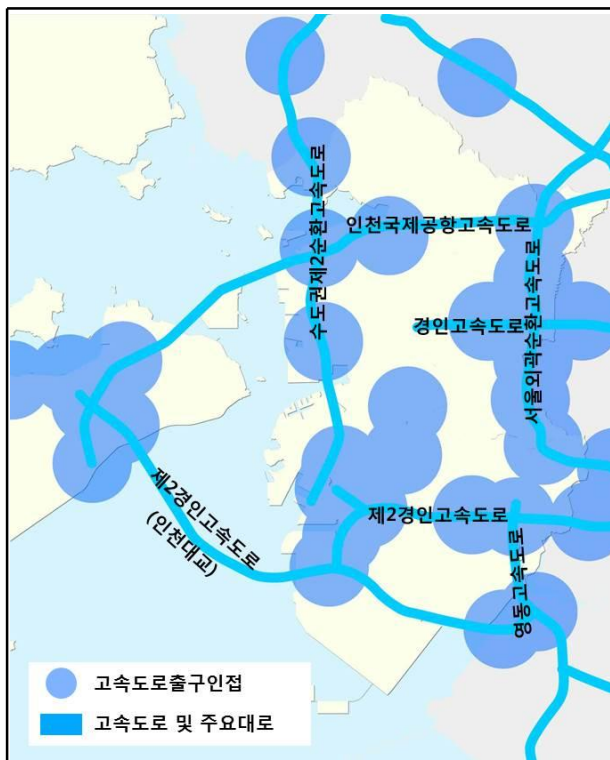 인천국제공항고속도로
수도권제2순환고속도로
경인고속도로
서울외곽순환고속도로
제2경인고속도로
(인천대교)
제2경인고속도로
영동고속도로
고속도로출구인접
고속도로 및 주요대로